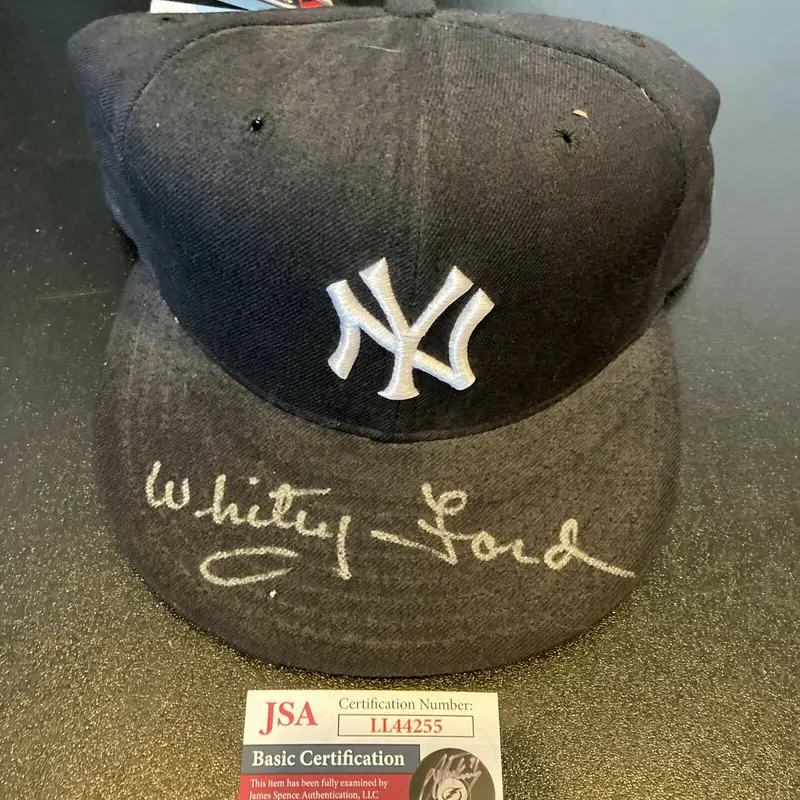 NY
Whitey Ford
JSA
Certification Number:
LL44255
Basic Certification
This item has been fully examined by
James Spence Authentication, LLC